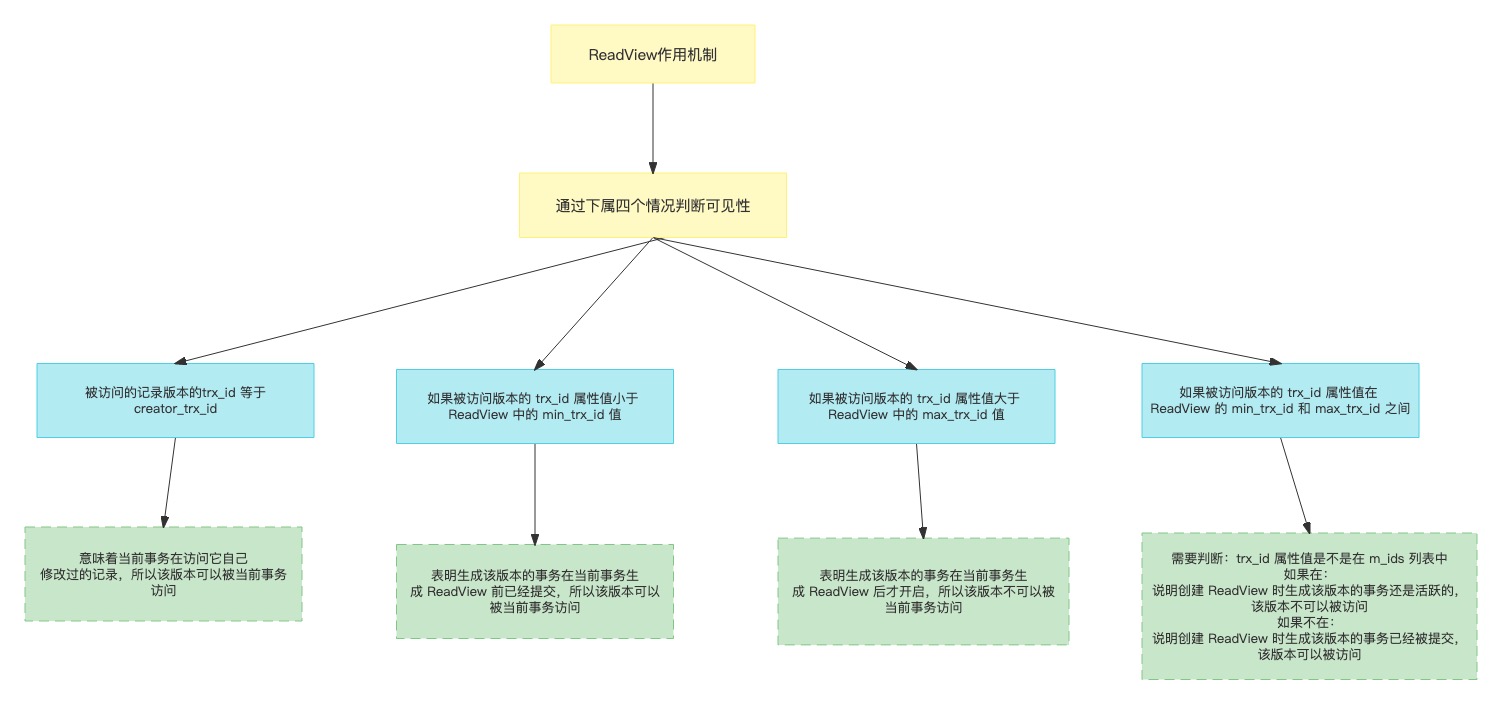 ReadView作用机制
通过下属四个情况判断可见性
被访问的记录版本的trx_id 等于
creator_trx_id
如果被访问版本的 trx_id 属性值小于
ReadView 中的 min_trx_id 值
如果被访问版本的 trx_id 属性值大于
ReadView 中的 max_trx_id 值
如果被访问版本的 trx_id 属性值在
ReadView 的 min_trx_id 和 max_trx_id 之间
意味着当前事务在访问它自己
修改过的记录，所以该版本可以被当前事务
访问
表明生成该版本的事务在当前事务生
成 ReadView 前已经提交，所以该版本可以
被当前事务访问
表明生成该版本的事务在当前事务生
成 ReadView 后才开启，所以该版本不可以被
当前事务访问
需要判断：trx_id 属性值是不是在 m_ids 列表中
如果在：
说明创建 ReadView 时生成该版本的事务还是活跃的，
该版本不可以被访问
如果不在：
说明创建 ReadView 时生成该版本的事务已经被提交，
该版本可以被访问